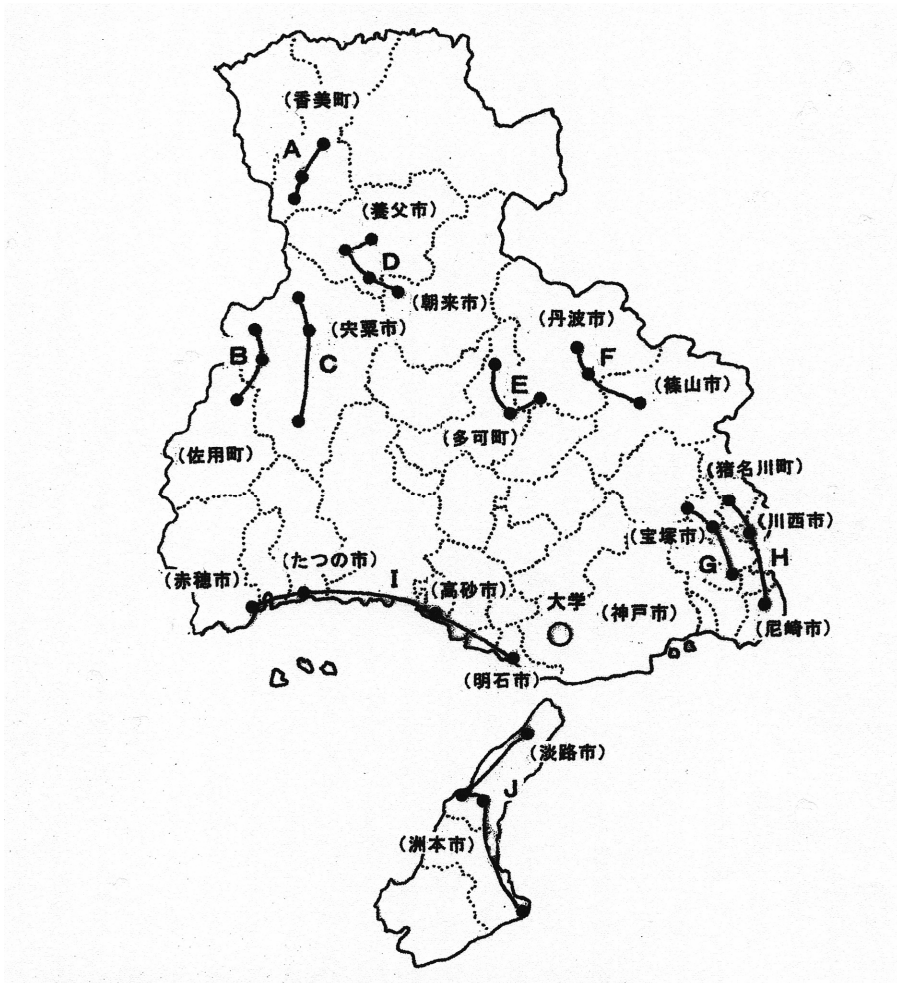 (香美町)
A
(養父市)
D
(朝来市)
(丹波市)
B
C
(宍粟市)
E
F
(篠山市)
(多可町)
(佐用町)
(猪名川町)
(川西市)
(宝塚市)
G
H
(たつの市)
(赤穂市)
I
(高砂市)
大学
(神戸市)
(尼崎市)
(明石市)
(淡路市)
J
(洲本市)